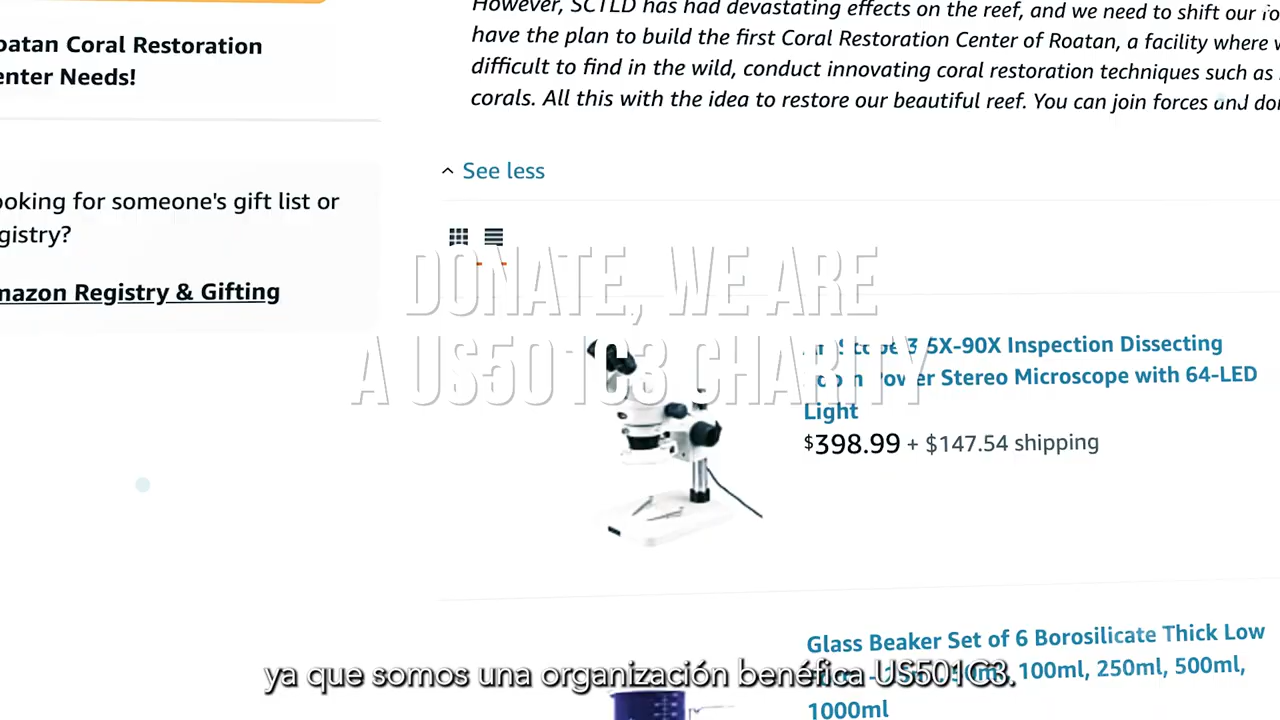 However, SCTLD has had devastating effects on the reef, and we need to shift our
have the plan to build the first Coral Restoration Center of Roatan, a facility where
difficult to find in the wild, conduct innovating coral restoration techniques such as
corals. All this with the idea to restore our beautiful reef. You can join forces and
oatan Coral Restoration
enter Needs!
See less
ooking for someone's gift list or
gistry?
mazon Registry & Gifting
DONATE, WE ARE
A US501C3 CHARITY
3.5X-90X Inspection Dissecting
Power Stereo Microscope with 64-LED
Light
$398.99 + $147.54 shipping
Glass Beaker Set of 6 Borosilicate Thick Low
100ml, 250ml, 500ml,
1000ml
ya que somos una organización benéfica US501C3.